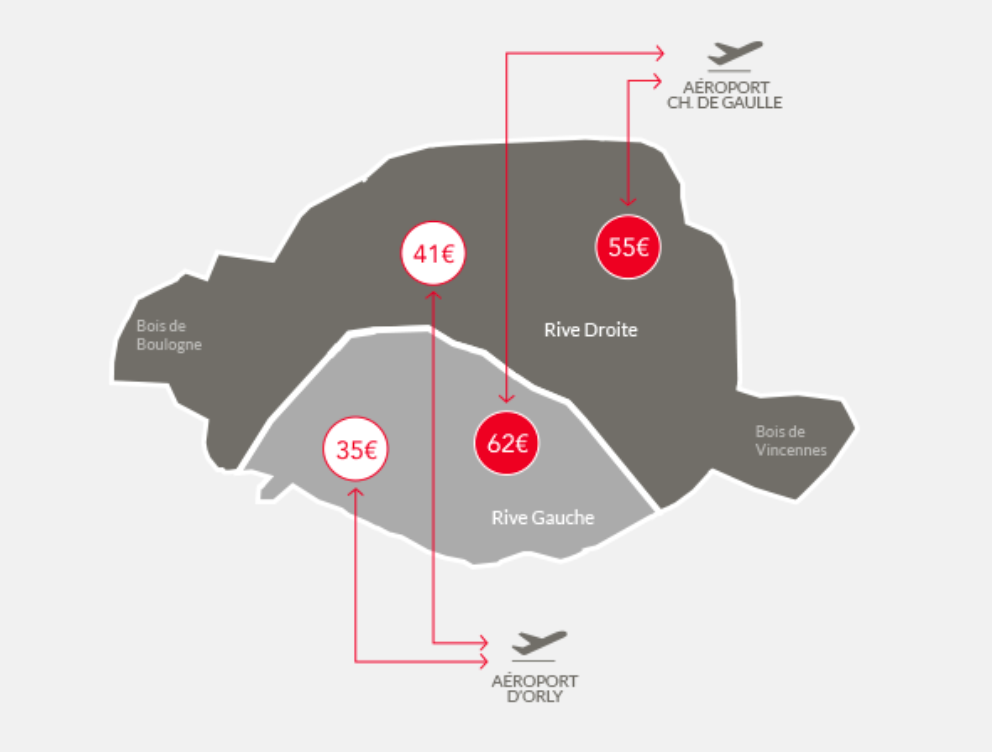 AÉROPORT
CH. DE GAULLE
41€
55€
Rive Droite
Bois de
Boulogne
35€
62€
Bois de
Vincennes
Rive Gauche
AÉROPORT
D'ORLY